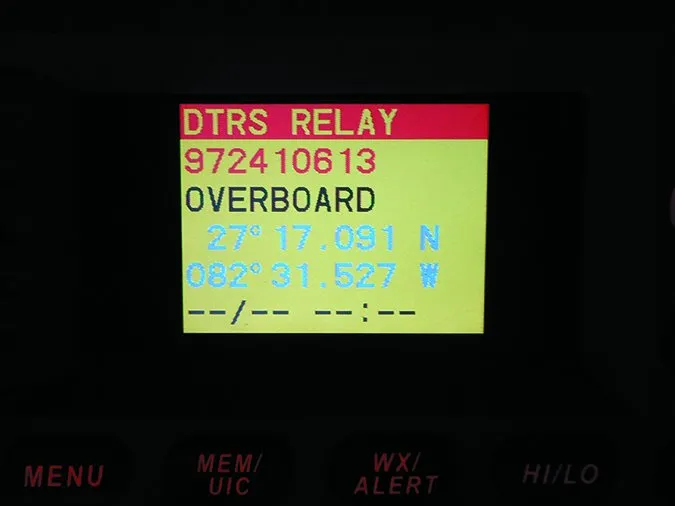 DTRS RELAY
972410613
OVERBOARD
27° 17.091 N
082° 31.527 W
--/-- --:--
MENU
MEM/
UIC
WX/
ALERT
HI/LO